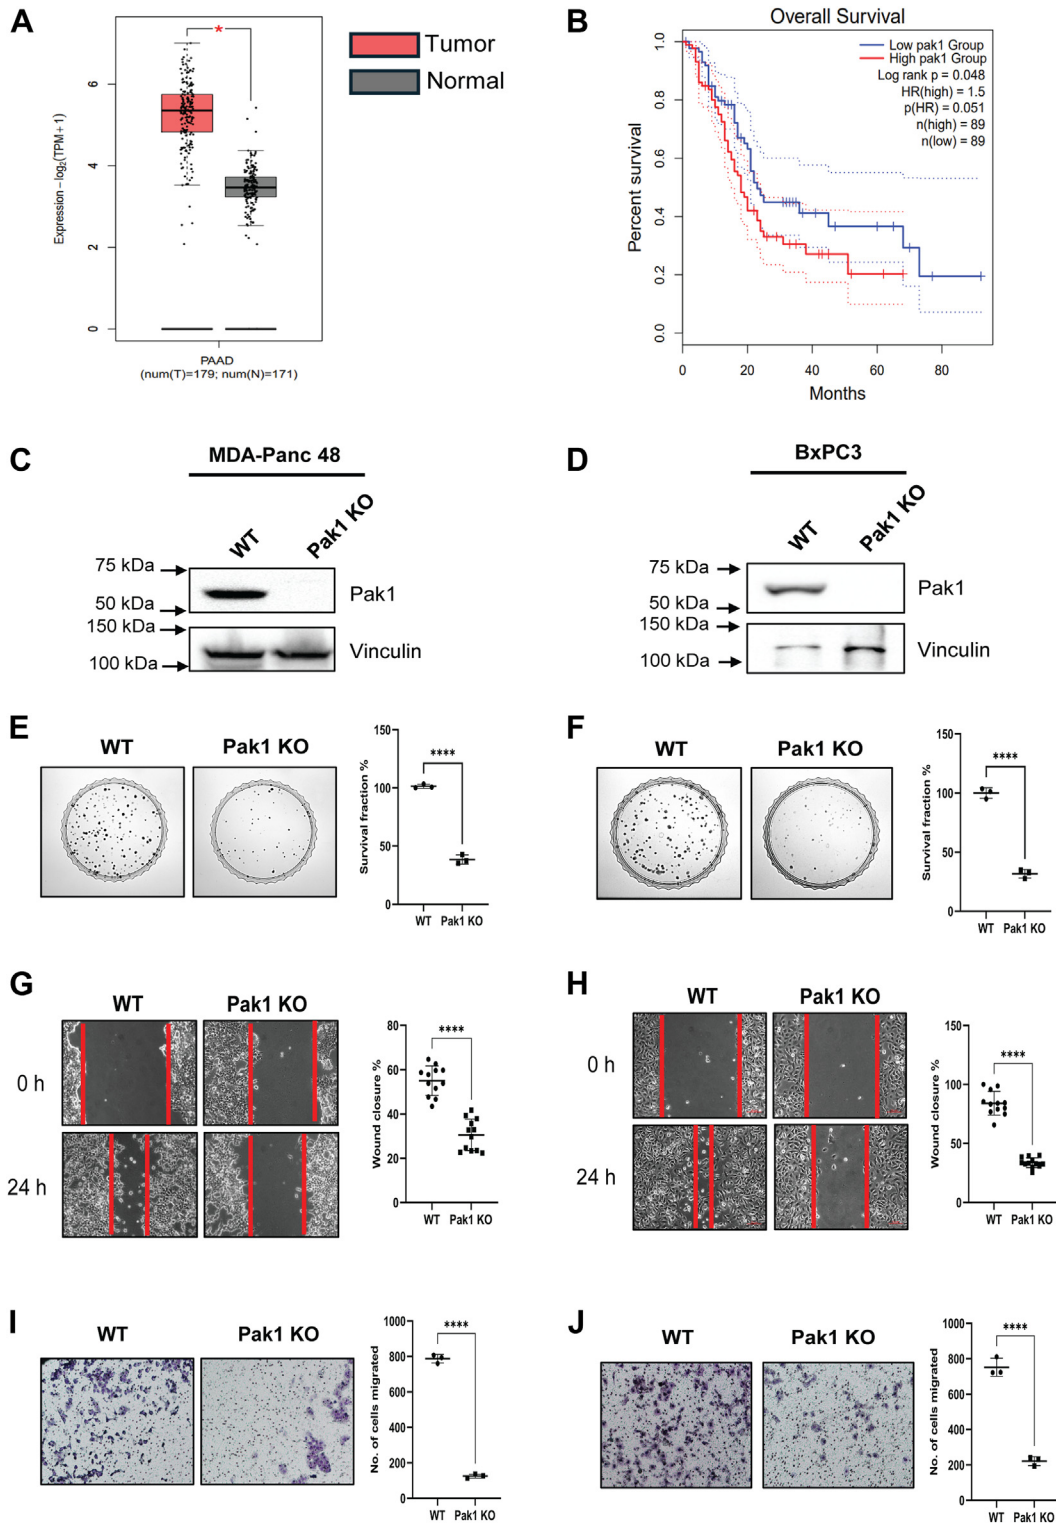 A
*
Tumor
Normal
Expression – log₂(TPM + 1)
6
4
2
0
PAAD
(num(T)=179; num(N)=171)
B
Overall Survival
Low pak1 Group
High pak1 Group
Log rank p = 0.048
HR(high) = 1.5
p(HR) = 0.051
n(high) = 89
n(low) = 89
Percent survival
1.0
0.8
0.6
0.4
0.2
0.0
0 20 40 60 80
Months
C
MDA-Panc 48
WT
Pak1 KO
75 kDa
50 kDa
150 kDa
100 kDa
Pak1
Vinculin
D
BxPC3
WT
Pak1 KO
75 kDa
50 kDa
150 kDa
100 kDa
Pak1
Vinculin
E
WT Pak1 KO
Survival fraction %
150
100
50
0
****
WT Pak1 KO
F
WT Pak1 KO
Survival fraction %
150
100
50
0
****
WT Pak1 KO
G
WT Pak1 KO
0 h
24 h
Wound closure %
80
60
40
20
0
****
WT Pak1 KO
H
WT Pak1 KO
0 h
24 h
Wound closure %
150
100
50
0
****
WT Pak1 KO
I
WT Pak1 KO
No. of cells migrated
1000
800
600
400
200
0
****
WT Pak1 KO
J
WT Pak1 KO
No. of cells migrated
1000
800
600
400
200
0
****
WT Pak1 KO